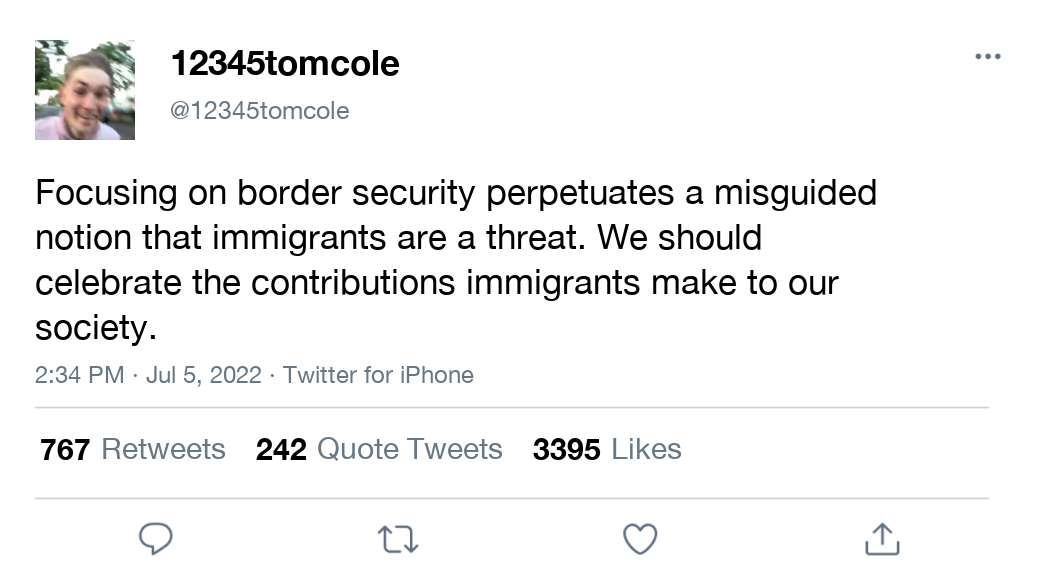 12345tomcole
@12345tomcole
Focusing on border security perpetuates a misguided
notion that immigrants are a threat. We should
celebrate the contributions immigrants make to our
society.
2:34 PM · Jul 5, 2022 · Twitter for iPhone
767 Retweets 242 Quote Tweets 3395 Likes